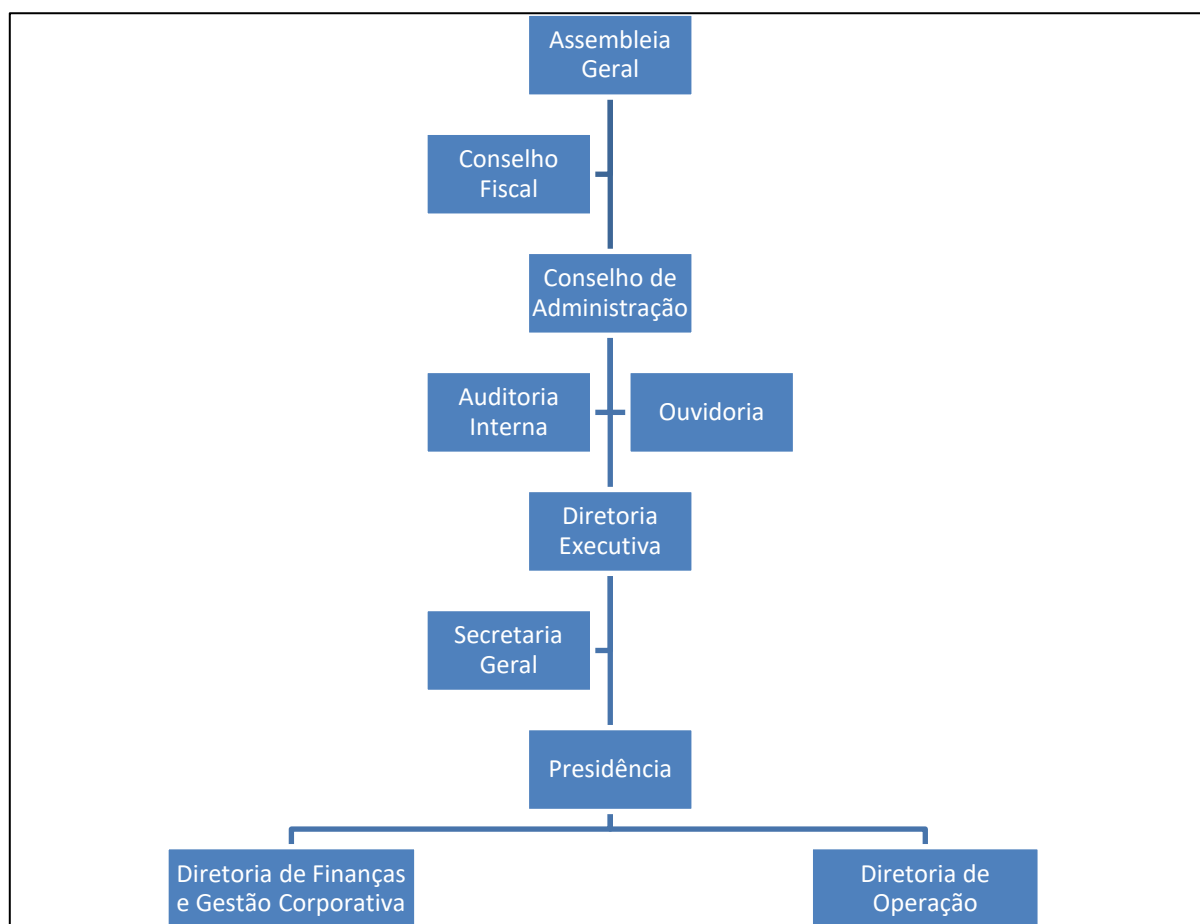 Assembleia
Geral
Conselho
Fiscal
Conselho de
Administração
Auditoria
Interna
Ouvidoria
Diretoria
Executiva
Secretaria
Geral
Presidência
Diretoria de Finanças
e Gestão Corporativa
Diretoria de
Operação